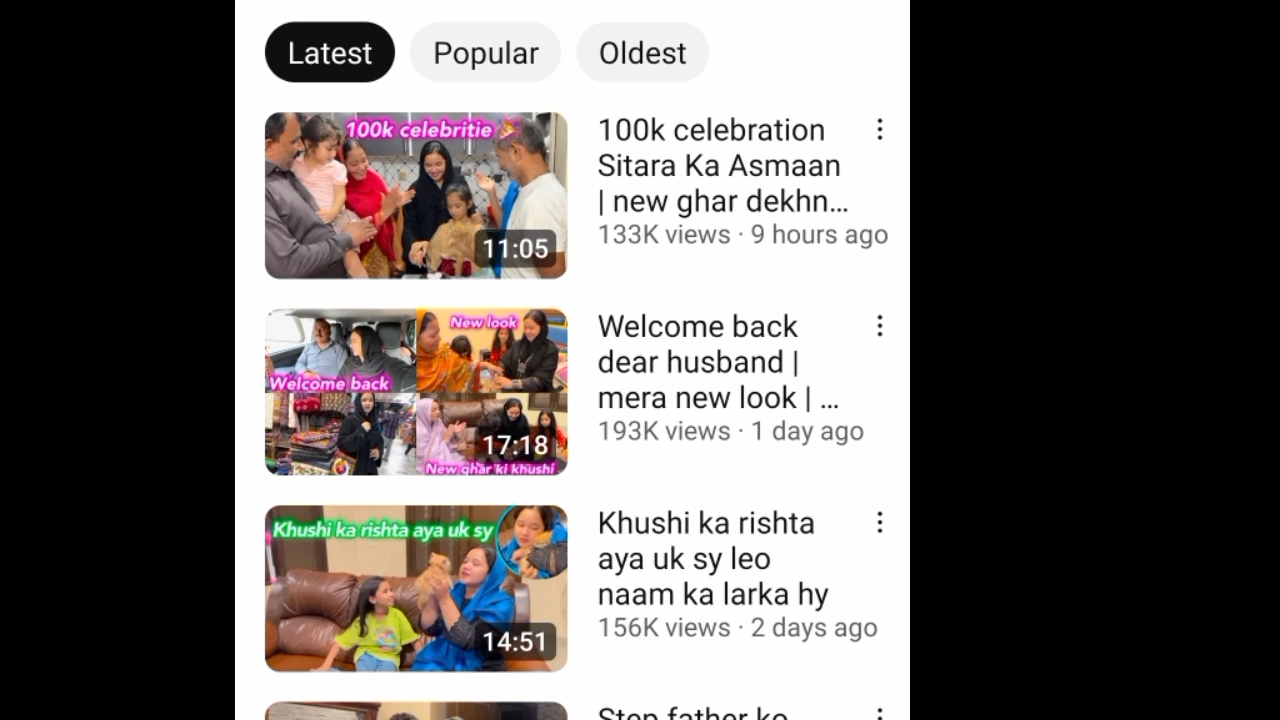 Latest Popular Oldest
100k celebritie
11:05
100k celebration
Sitara Ka Asmaan
| new ghar dekhn...
133K views · 9 hours ago
Welcome back
New look
17:18
New ghar ki khushi
Welcome back
dear husband |
mera new look | ...
193K views · 1 day ago
Khushi ka rishta aya uk sy
14:51
Khushi ka rishta
aya uk sy leo
naam ka larka hy
156K views · 2 days ago
Step father ko